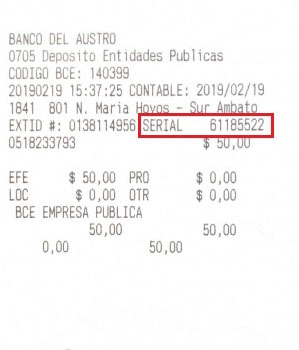 BANCO DEL AUSTRO
0705 Deposito Entidades Publicas
CODIGO BCE: 140399
20190219 15:37:25 CONTABLE: 2019/02/19
1841 801 N. Maria Hoyos - Sur Ambato
EXTID #: 0138114956 SERIAL 61185522
0518233793 $ 50,00
EFE $ 50,00 PRO $ 0,00
LOC $ 0,00 OTR $ 0,00
BCE EMPRESA PUBLICA
50,00 50,00
0,00 50,00